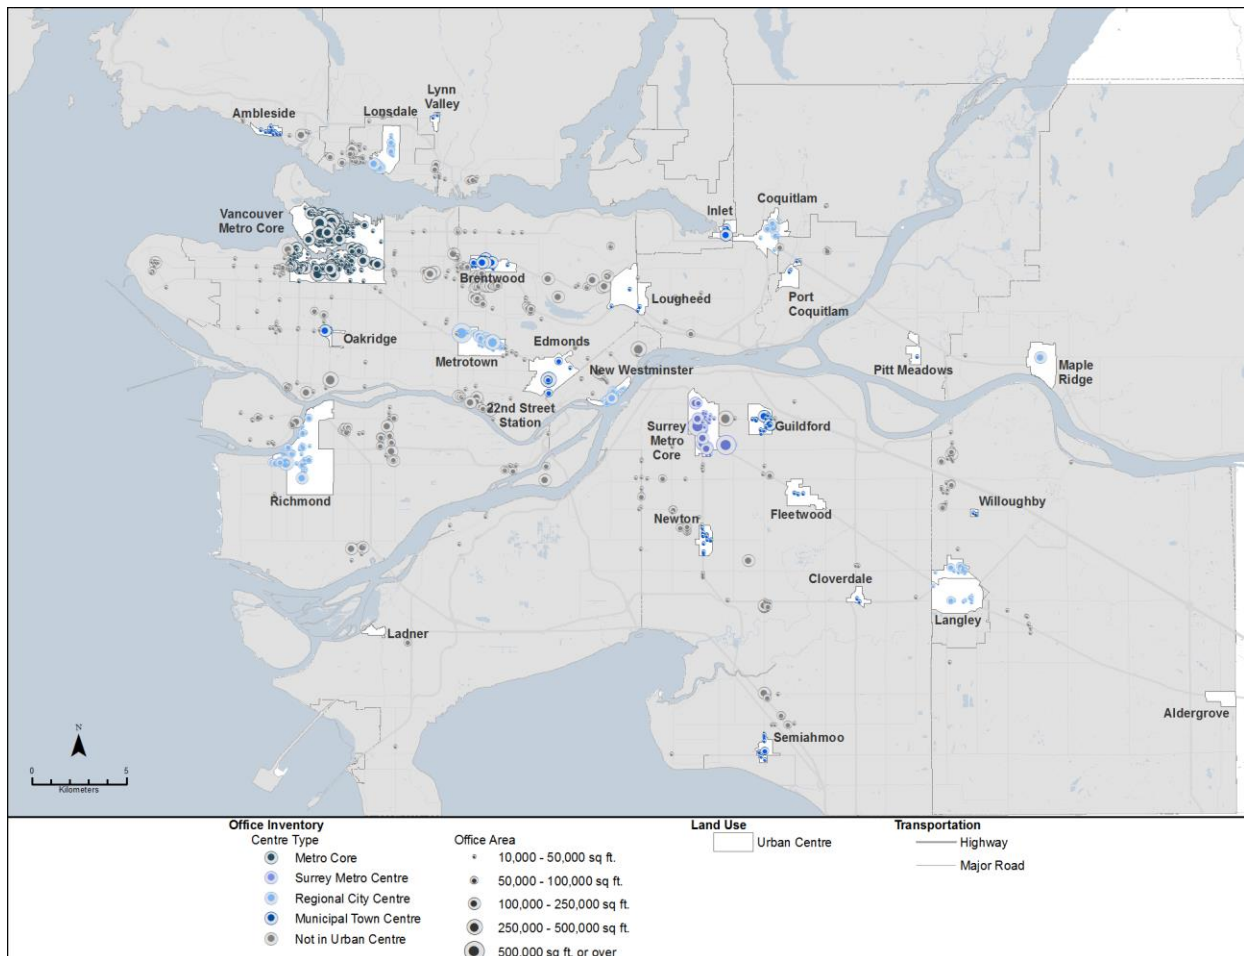 Lynn
Valley
Ambleside
Lonsdale
Vancouver
Metro Core
Inlet
Coquitlam
Brentwood
Lougheed
Port
Coquitlam
Oakridge
Metrotown
Edmonds
New Westminster
Pitt Meadows
Maple
Ridge
22nd Street
Station
Surrey
Metro
Core
Guildford
Richmond
Fleetwood
Willoughby
Newton
Cloverdale
Langley
Ladner
Aldergrove
Semiahmoo
N
0 5
Kilometers
Office Inventory
Centre Type
Metro Core
Surrey Metro Centre
Regional City Centre
Municipal Town Centre
Not in Urban Centre
Office Area
10,000 - 50,000 sq ft.
50,000 - 100,000 sq ft.
100,000 - 250,000 sq ft.
250,000 - 500,000 sq ft.
500,000 sq ft. or over
Land Use
Urban Centre
Transportation
Highway
Major Road